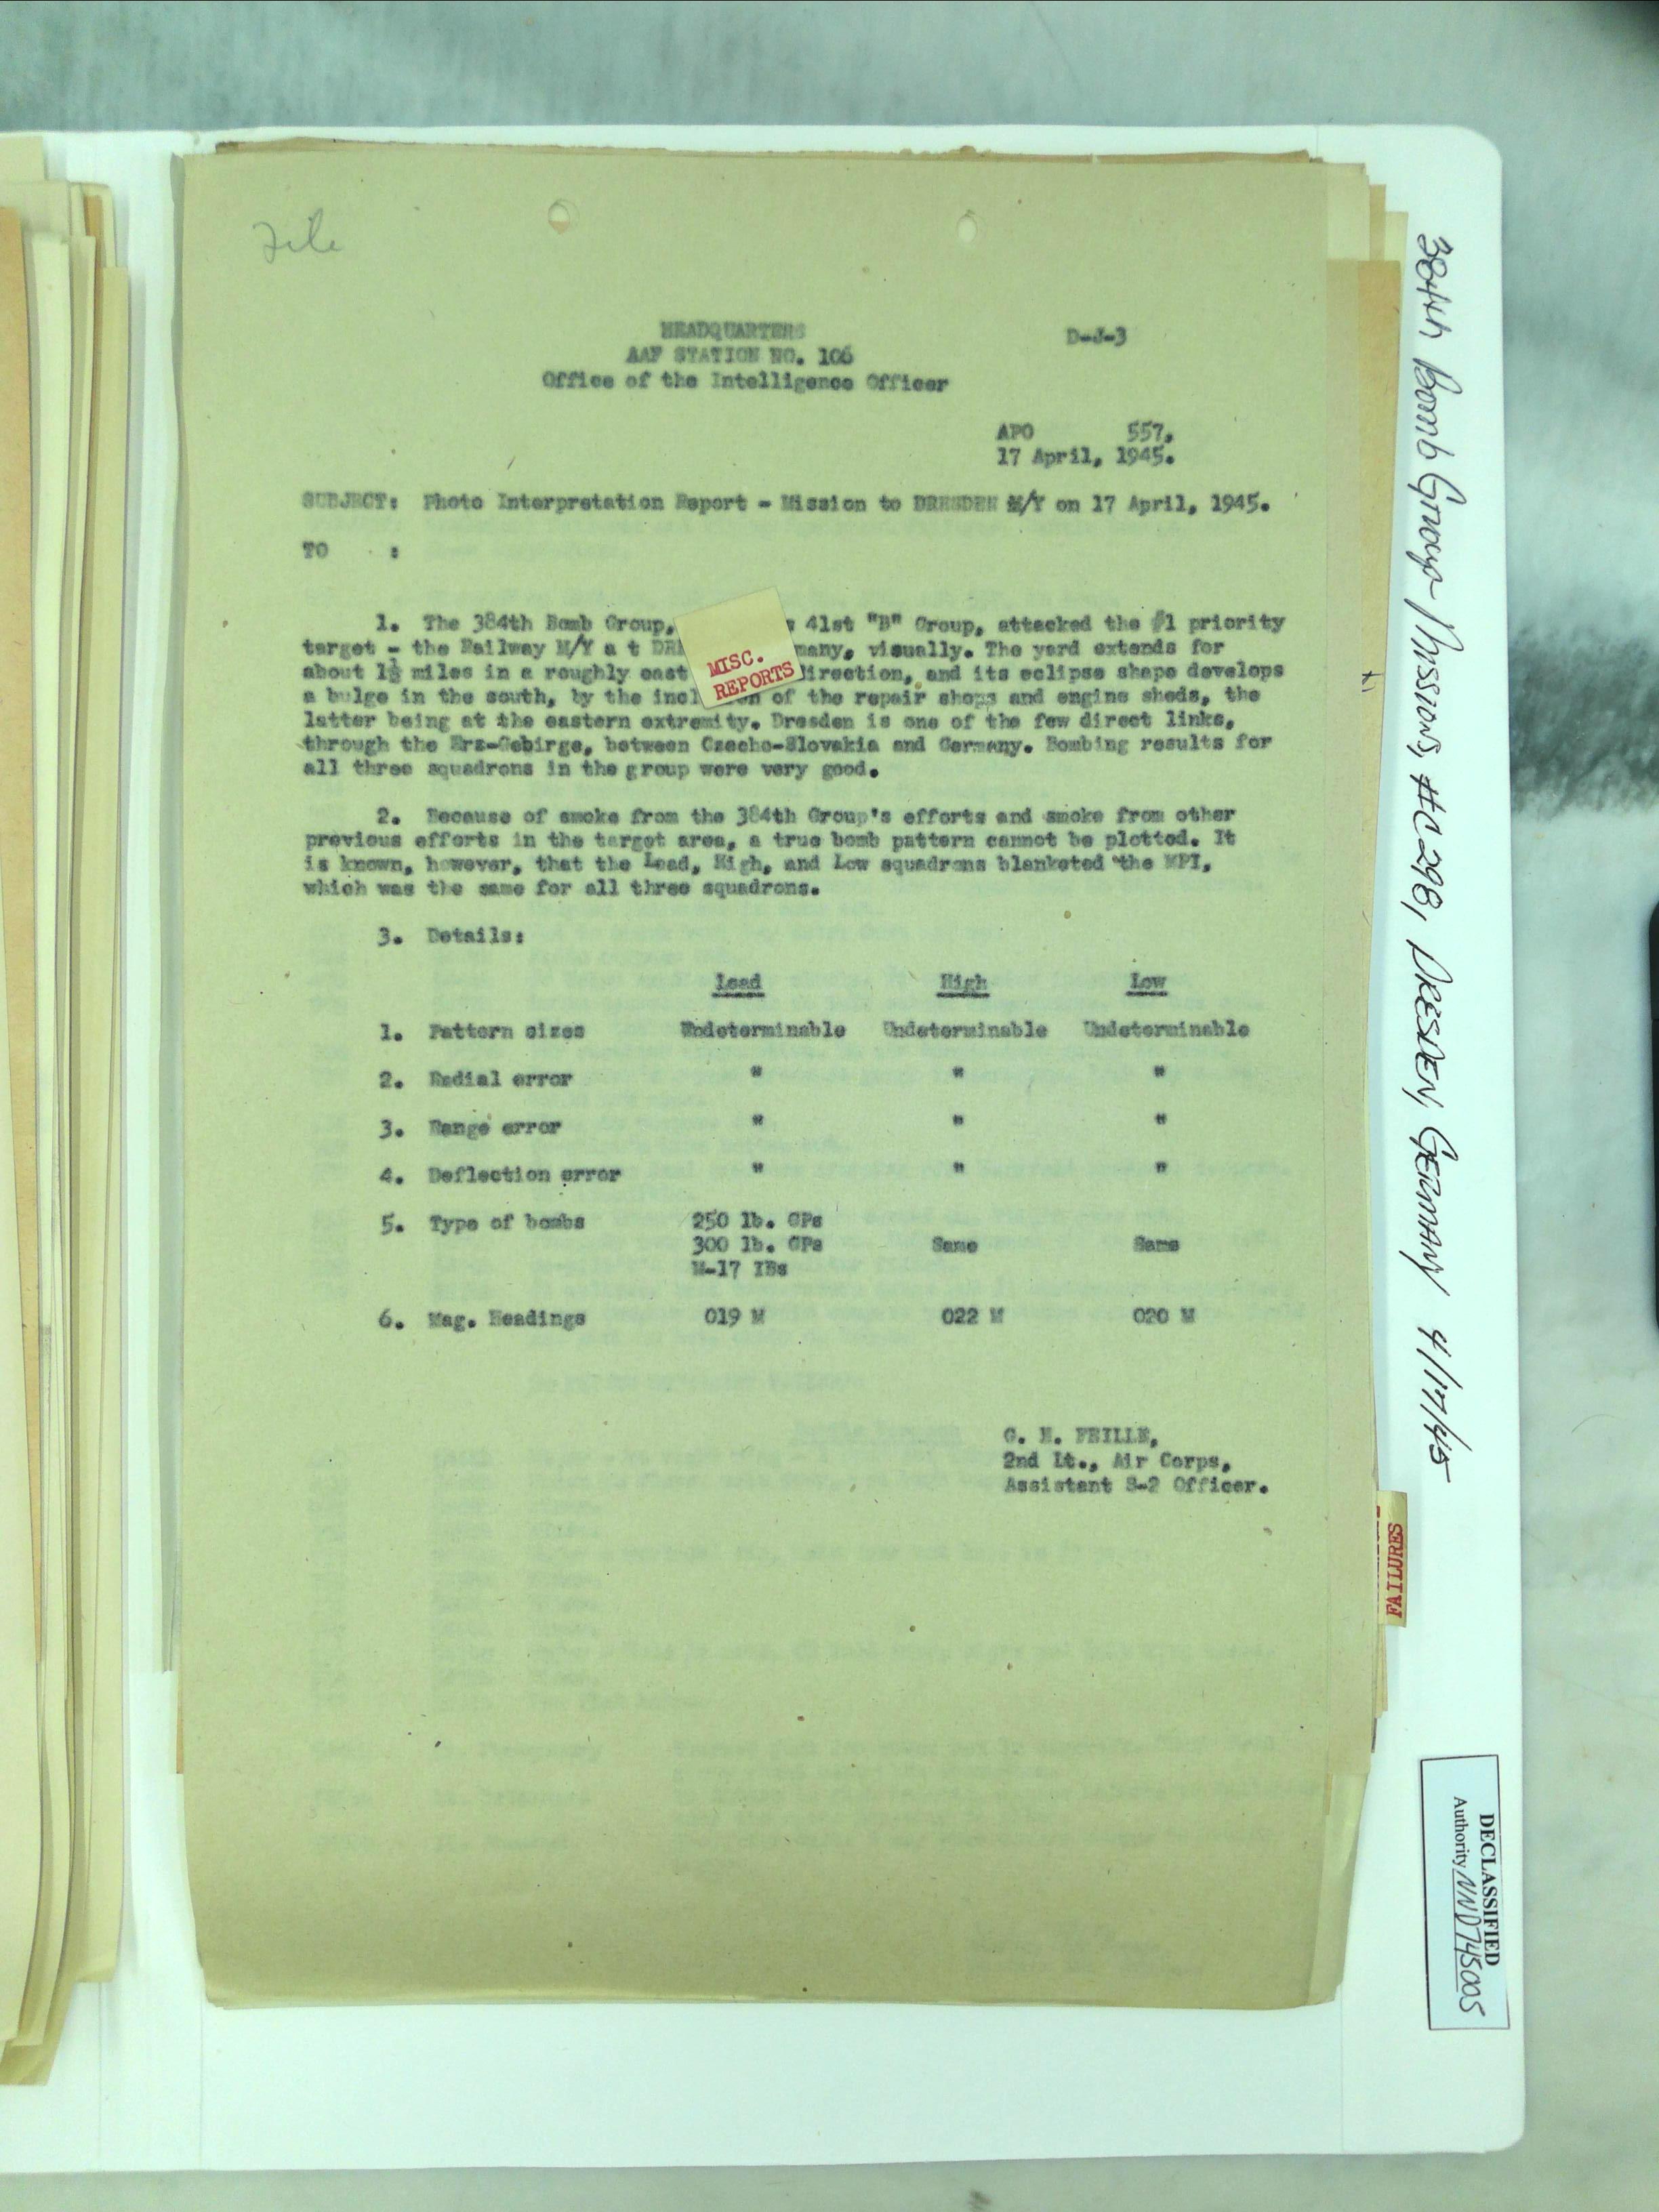 File
HEADQUARTERS
D-J-3
AAF STATION NO. 106
Office of the Intelligence Officer
APO 557.
17 April, 1945.
SUBJECT: Photo Interpretation Report - Mission to DRESDEN M/Y on 17 April, 1945.
TO :
1. The 384th Bomb Group, 41st "B" Group, attacked the #1 priority
target - the Railway M/Y a t visually. The yard extends for
about 1½ miles in a roughly east direction, and its eclipse shape develops
a bulge in the south, by the of the repair shops and engine sheds, the
latter being at the eastern extremity. Dresden is one of the few direct links,
through the Erz-Gebirge, between Czecho-Slovakia and Germany. Bombing results for
all three squadrons in the group were very good.
MISC.
REPORTS
2. Because of smoke from the 384th Group's efforts and smoke from other
previous efforts in the target area, a true bomb pattern cannot be plotted. It
is known, however, that the Lead, High, and Low squadrons blanketed the MPI,
which was the same for all three squadrons.
3. Details:
Lead High Low
1. Pattern sizes Undeterminable Undeterminable Undeterminable
2. Radial error " " "
3. Range error " " "
4. Deflection error " " "
5. Type of bombs 250 lb. GPs
300 lb. GPs Same Same
M-17 IBs
6. Mag. Headings 019 M 022 M 020 M
G. H. FEILLE,
2nd Lt., Air Corps,
Assistant S-2 Officer.
384th Bomb Group - Missions #C298, DRESDEN, GERMANY 4/17/45
FAILURES
DECLASSIFIED
Authority NND745005